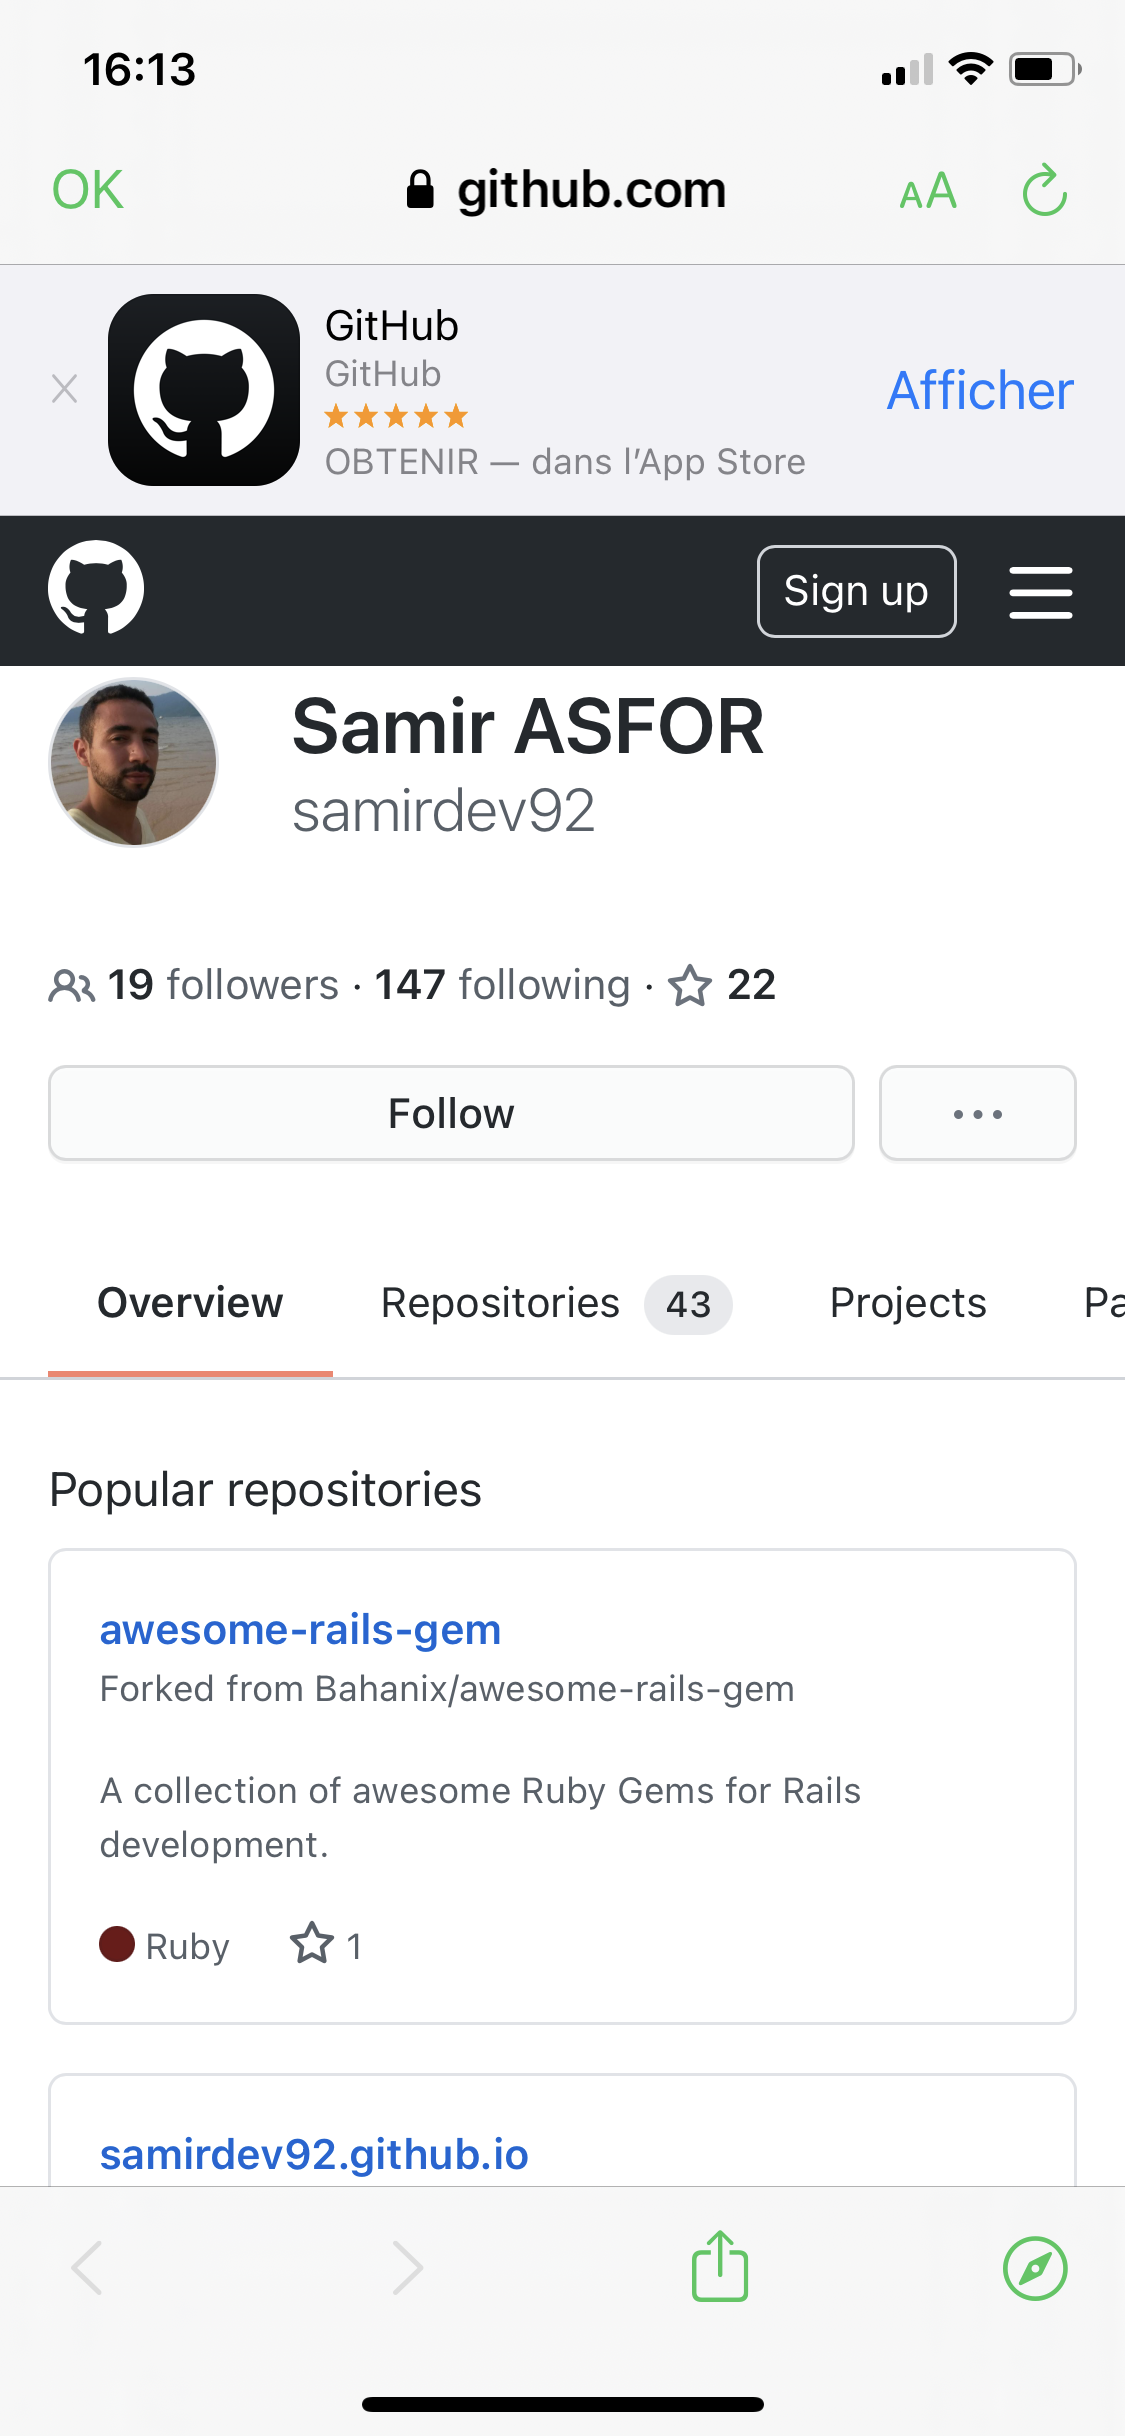 16:13
OK
github.com
AA
GitHub
GitHub
OBTENIR — dans l’App Store
Afficher
Sign up
Samir ASFOR
samirdev92
19 followers · 147 following · 22
Follow
Overview
Repositories 43
Projects
Pa
Popular repositories
awesome-rails-gem
Forked from Bahanix/awesome-rails-gem
A collection of awesome Ruby Gems for Rails
development.
Ruby 1
samirdev92.github.io